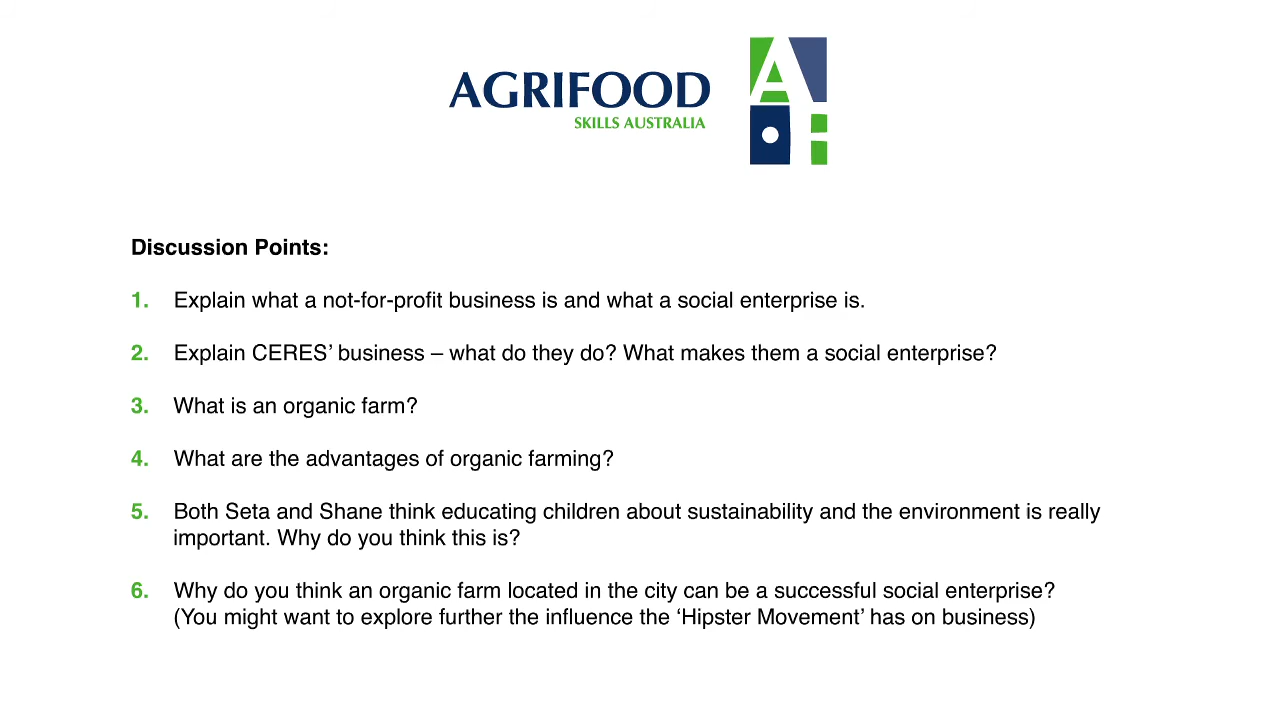 AGRIFOOD
SKILLS AUSTRALIA
Discussion Points:
1. Explain what a not-for-profit business is and what a social enterprise is.
2. Explain CERES’ business – what do they do? What makes them a social enterprise?
3. What is an organic farm?
4. What are the advantages of organic farming?
5. Both Seta and Shane think educating children about sustainability and the environment is really
important. Why do you think this is?
6. Why do you think an organic farm located in the city can be a successful social enterprise?
(You might want to explore further the influence the ‘Hipster Movement’ has on business)